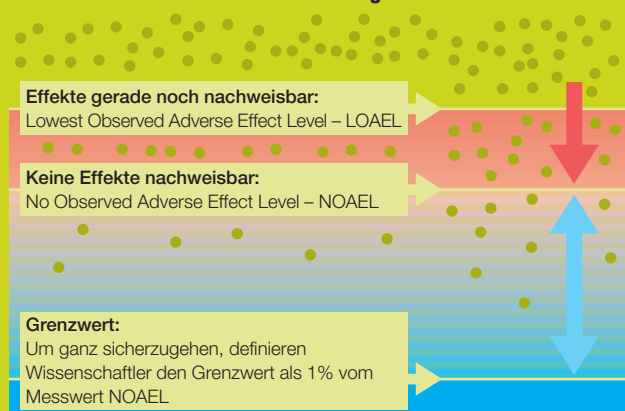 Effekte gerade noch nachweisbar:
Lowest Observed Adverse Effect Level – LOAEL
Keine Effekte nachweisbar:
No Observed Adverse Effect Level – NOAEL
Grenzwert:
Um ganz sicherzugehen, definieren
Wissenschaftler den Grenzwert als 1% vom
Messwert NOAEL